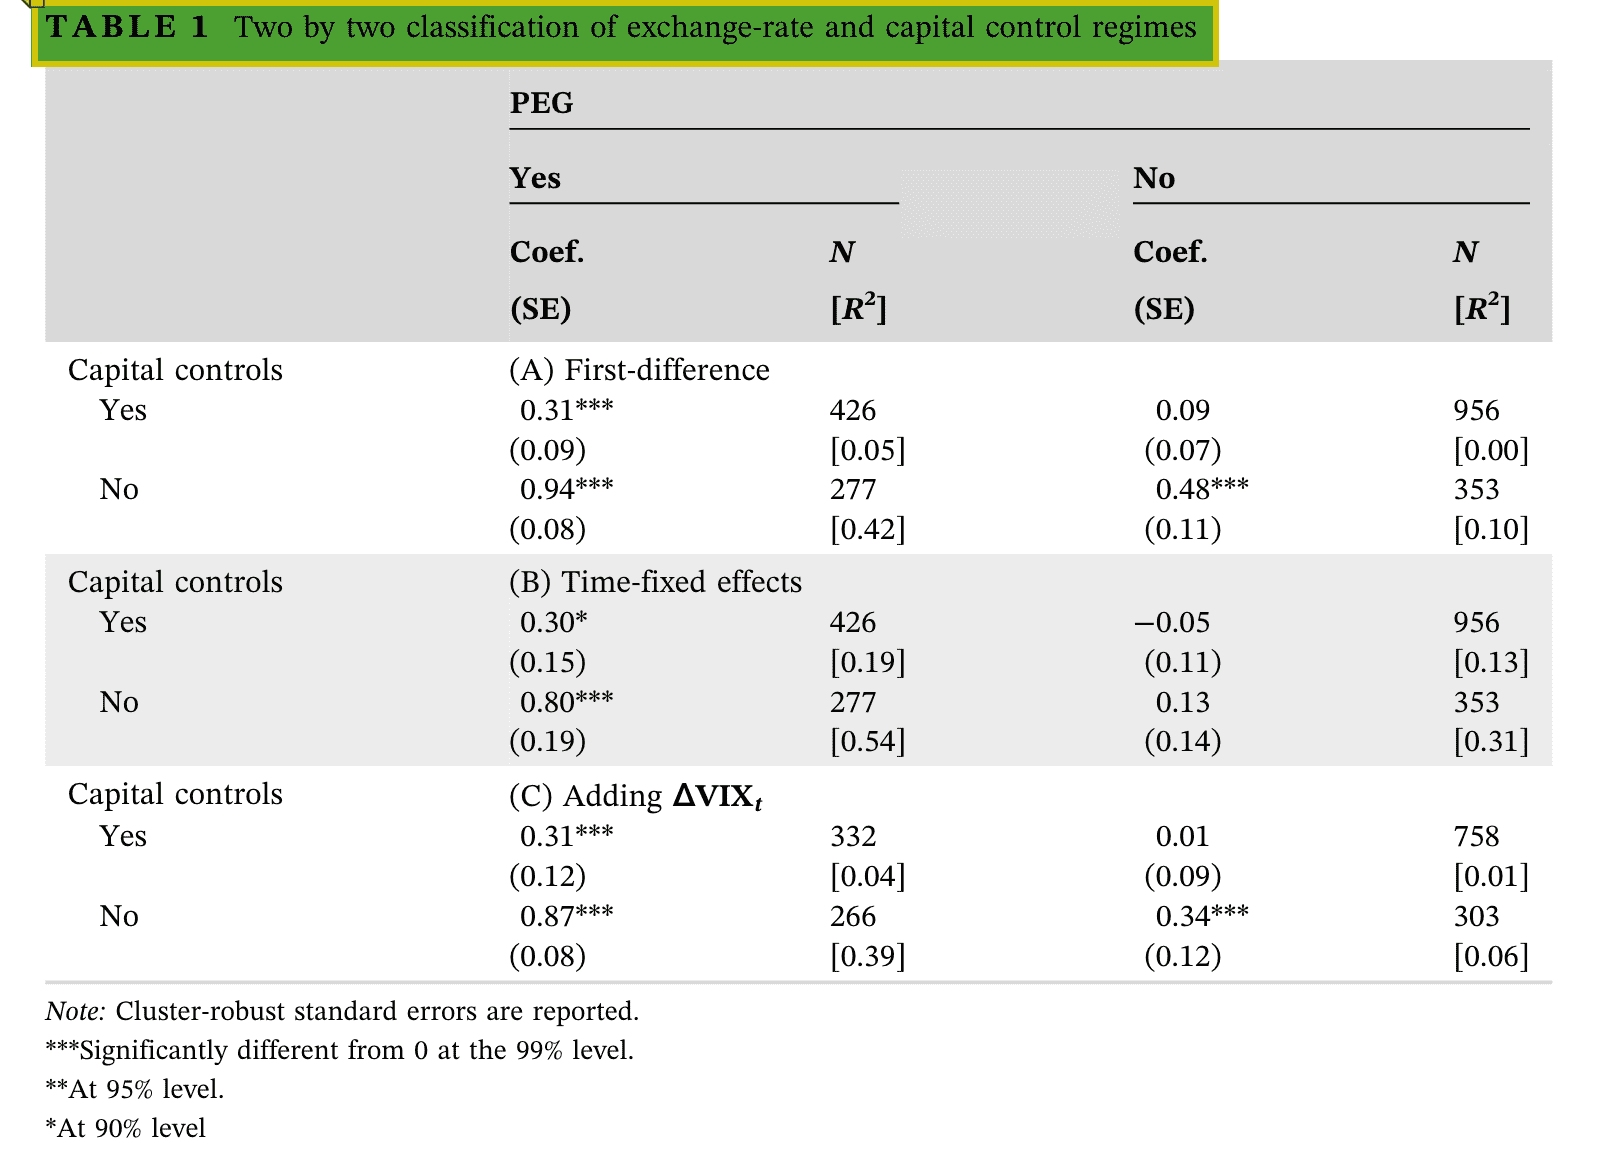 TABLE 1 Two by two classification of exchange-rate and capital control regimes
PEG
Yes No
Coef. N Coef. N
(SE) [R²] (SE) [R²]
Capital controls (A) First-difference
Yes 0.31*** 426 0.09 956
(0.09) [0.05] (0.07) [0.00]
No 0.94*** 277 0.48*** 353
(0.08) [0.42] (0.11) [0.10]
Capital controls (B) Time-fixed effects
Yes 0.30* 426 −0.05 956
(0.15) [0.19] (0.11) [0.13]
No 0.80*** 277 0.13 353
(0.19) [0.54] (0.14) [0.31]
Capital controls (C) Adding ΔVIXₜ
Yes 0.31*** 332 0.01 758
(0.12) [0.04] (0.09) [0.01]
No 0.87*** 266 0.34*** 303
(0.08) [0.39] (0.12) [0.06]
Note: Cluster-robust standard errors are reported.
***Significantly different from 0 at the 99% level.
**At 95% level.
*At 90% level